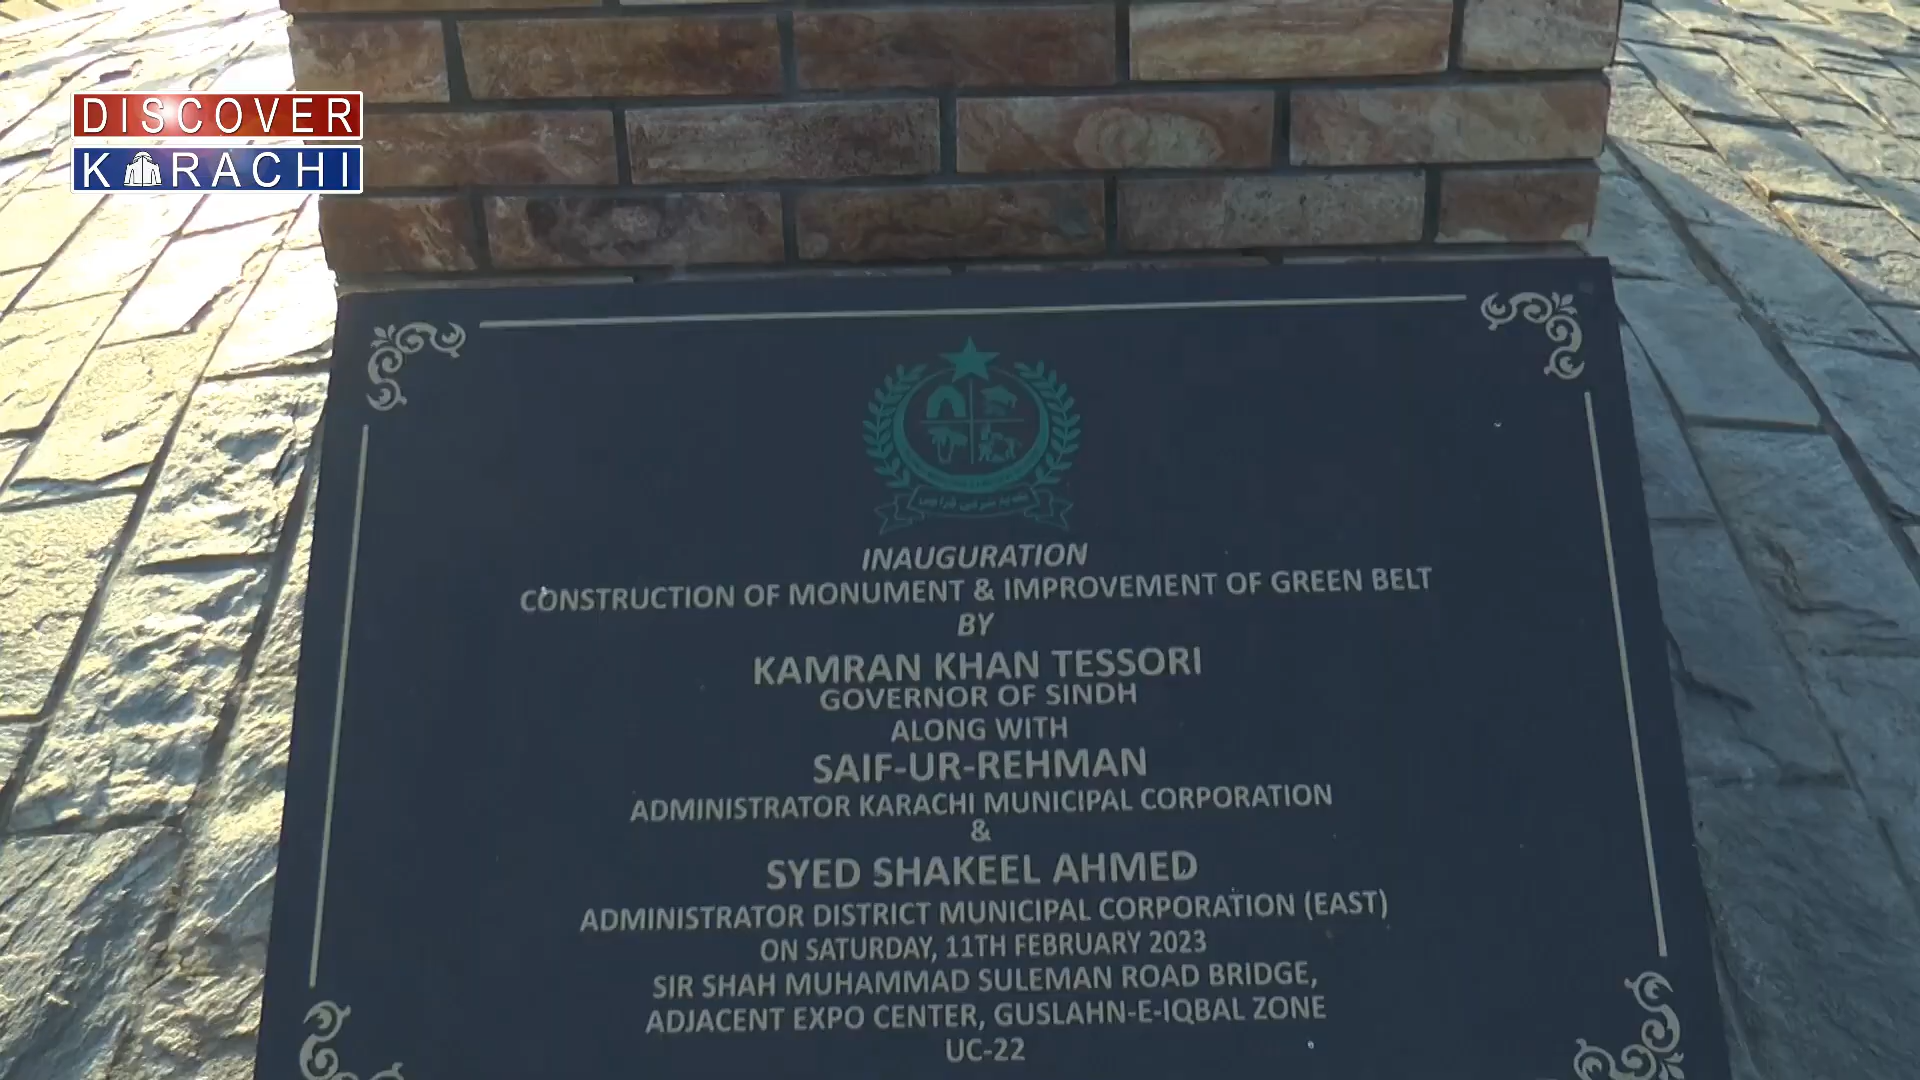 DISCOVER
KARACHI
INAUGURATION
CONSTRUCTION OF MONUMENT & IMPROVEMENT OF GREEN BELT
BY
KAMRAN KHAN TESSORI
GOVERNOR OF SINDH
ALONG WITH
SAIF-UR-REHMAN
ADMINISTRATOR KARACHI MUNICIPAL CORPORATION
&
SYED SHAKEEL AHMED
ADMINISTRATOR DISTRICT MUNICIPAL CORPORATION (EAST)
ON SATURDAY, 11TH FEBRUARY 2023
SIR SHAH MUHAMMAD SULEMAN ROAD BRIDGE,
ADJACENT EXPO CENTER, GUSLAHN-E-IQBAL ZONE
UC-22